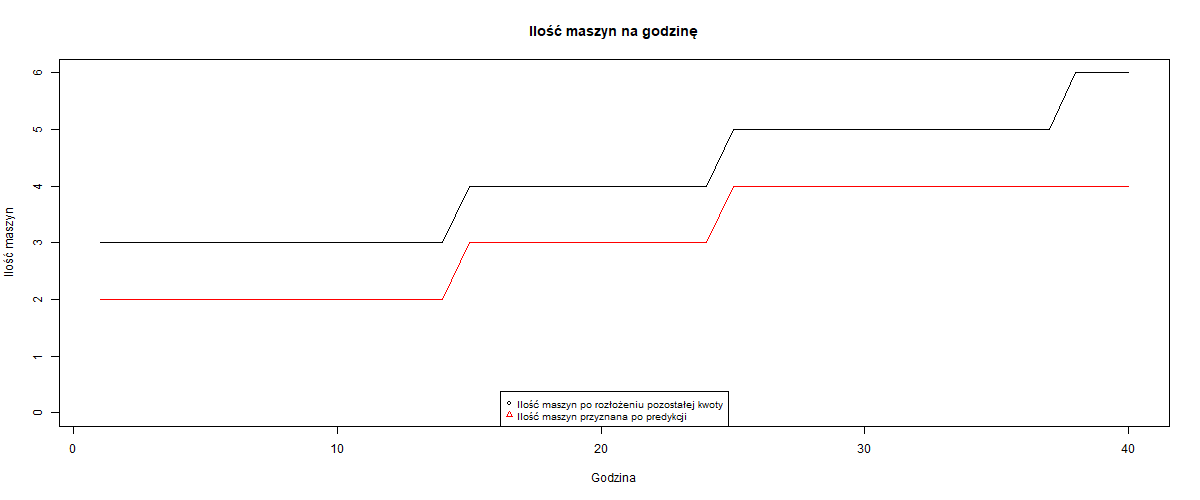 Ilość maszyn na godzinę
Ilość maszyn
6
5
4
3
2
1
0
Ilość maszyn po rozłożeniu pozostałej kwoty
Ilość maszyn przyznana po predykcji
0 10 20 30 40
Godzina